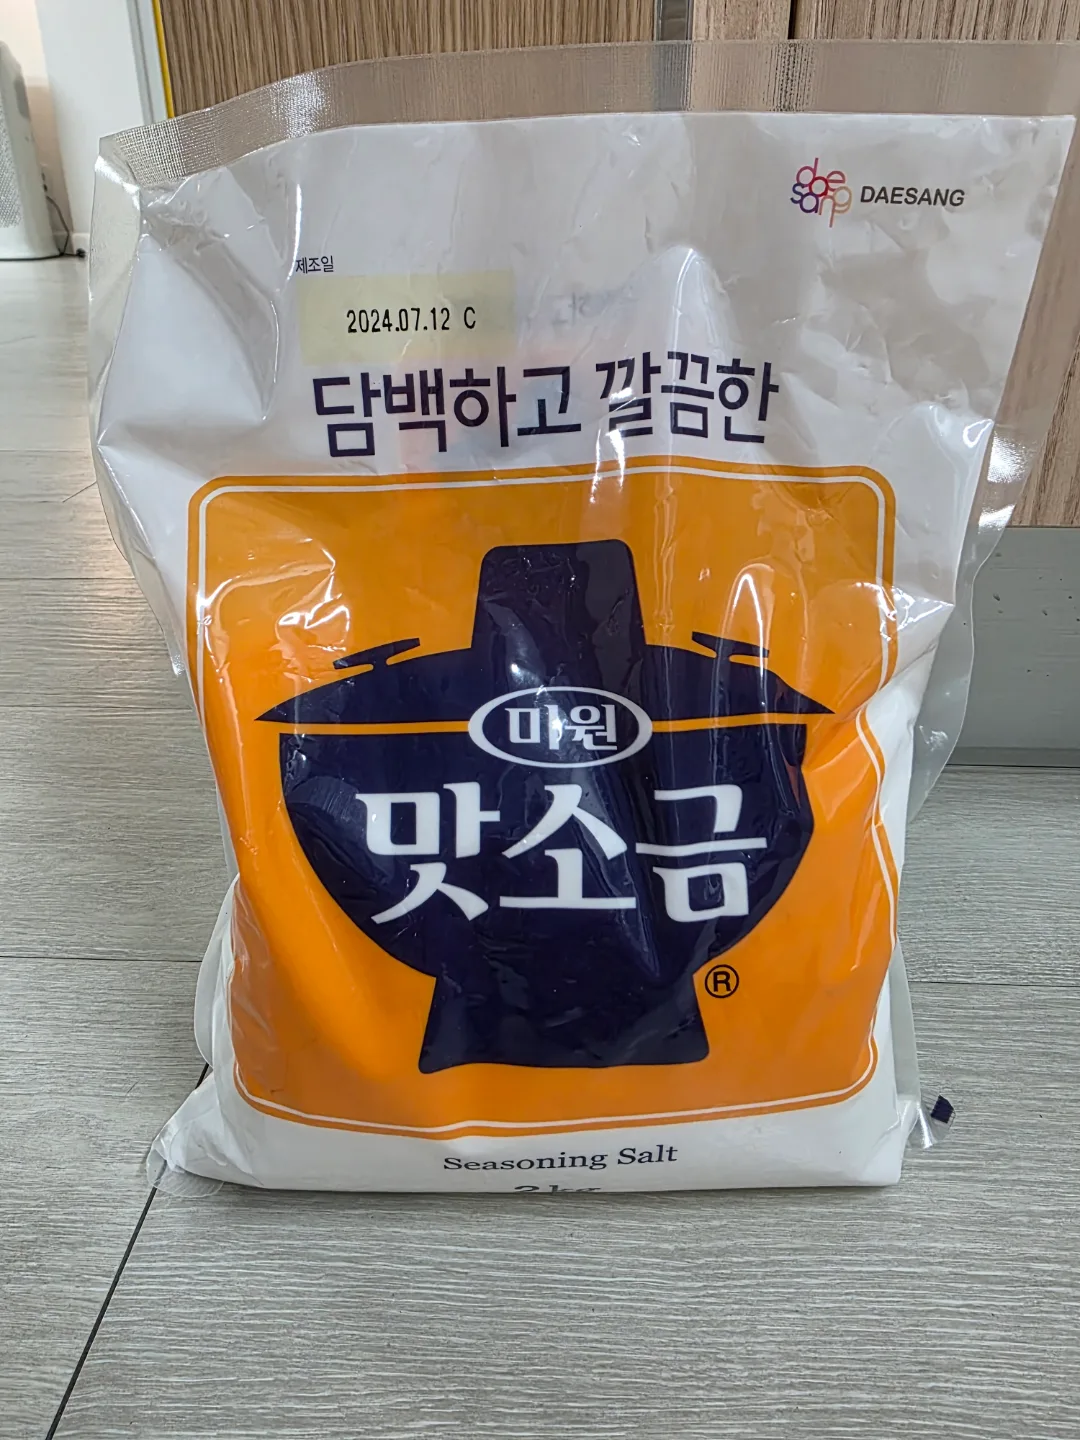 daesang DAESANG
제조일
2024.07.12 C
담백하고 깔끔한
미원
맛소금
®
Seasoning Salt